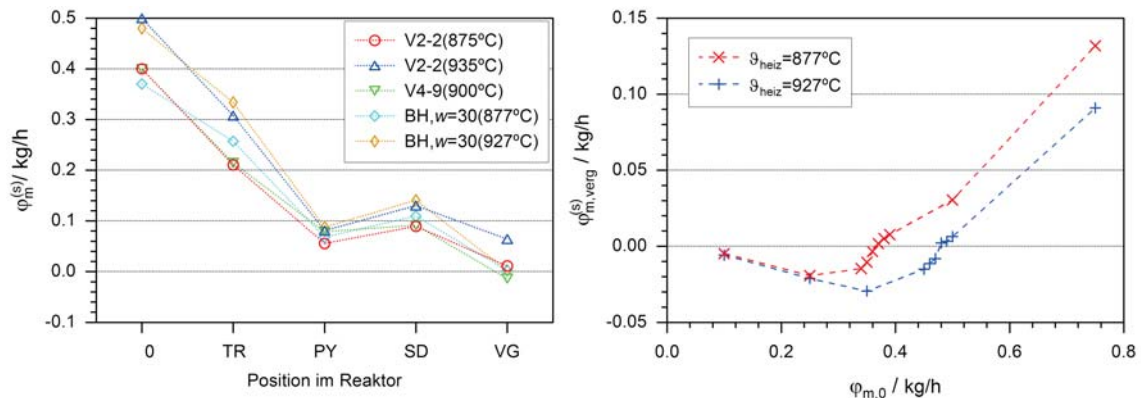 φm(s)/ kg/h
0.5
0.4
0.3
0.2
0.1
0.0
-0.1
0 TR PY SD VG
Position im Reaktor
V2-2(875ºC)
V2-2(935ºC)
V4-9(900ºC)
BH,w=30(877ºC)
BH,w=30(927ºC)
φm,verg(s) / kg/h
0.15
0.10
0.05
0.00
-0.05
0.0 0.2 0.4 0.6 0.8
φm,0 / kg/h
ϑheiz=877ºC
ϑheiz=927ºC